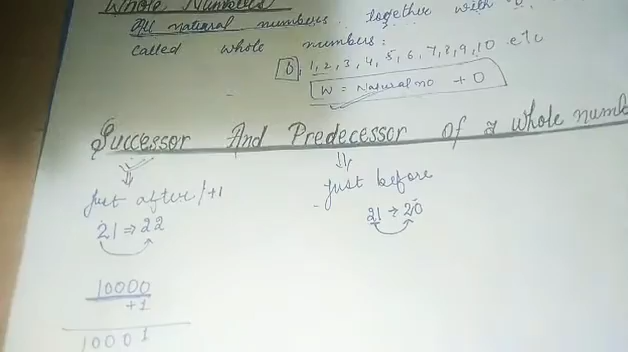 Whole Numbers
All natural numbers together with 0
called whole numbers:
0, 1, 2, 3, 4, 5, 6, 7, 8, 9, 10 etc
W = Natural no + 0
Successor And Predecessor of a whole numb
Just after / +1
21 ⇒ 22
10000
+1
10001
Just before
21 → 20